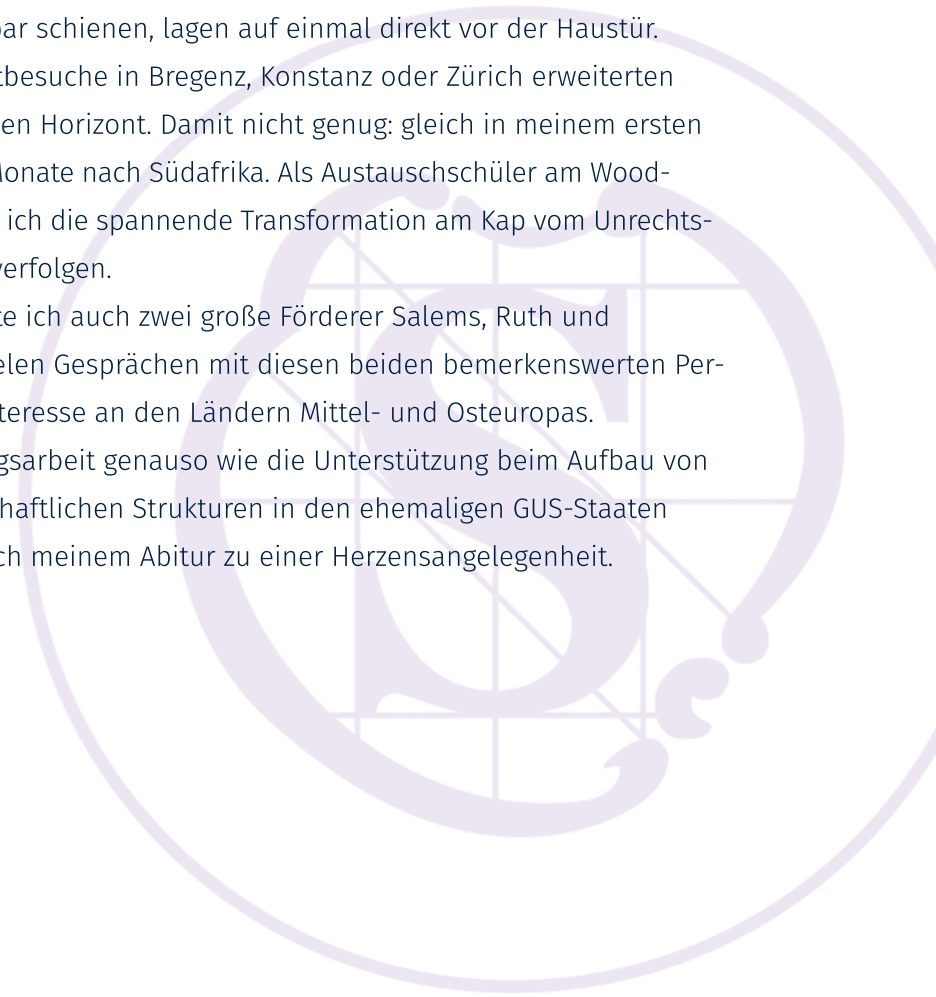 ar schienen, lagen auf einmal direkt vor der Haustür.
tbesuche in Bregenz, Konstanz oder Zürich erweiterten
en Horizont. Damit nicht genug: gleich in meinem ersten
onate nach Südafrika. Als Austauschschüler am Wood-
ich die spannende Transformation am Kap vom Unrechts-
verfolgen.
te ich auch zwei große Förderer Salems, Ruth und
elen Gesprächen mit diesen beiden bemerkenswerten Per-
teresse an den Ländern Mittel- und Osteuropas.
gsarbeit genauso wie die Unterstützung beim Aufbau von
haftlichen Strukturen in den ehemaligen GUS-Staaten
ch meinem Abitur zu einer Herzensangelegenheit.